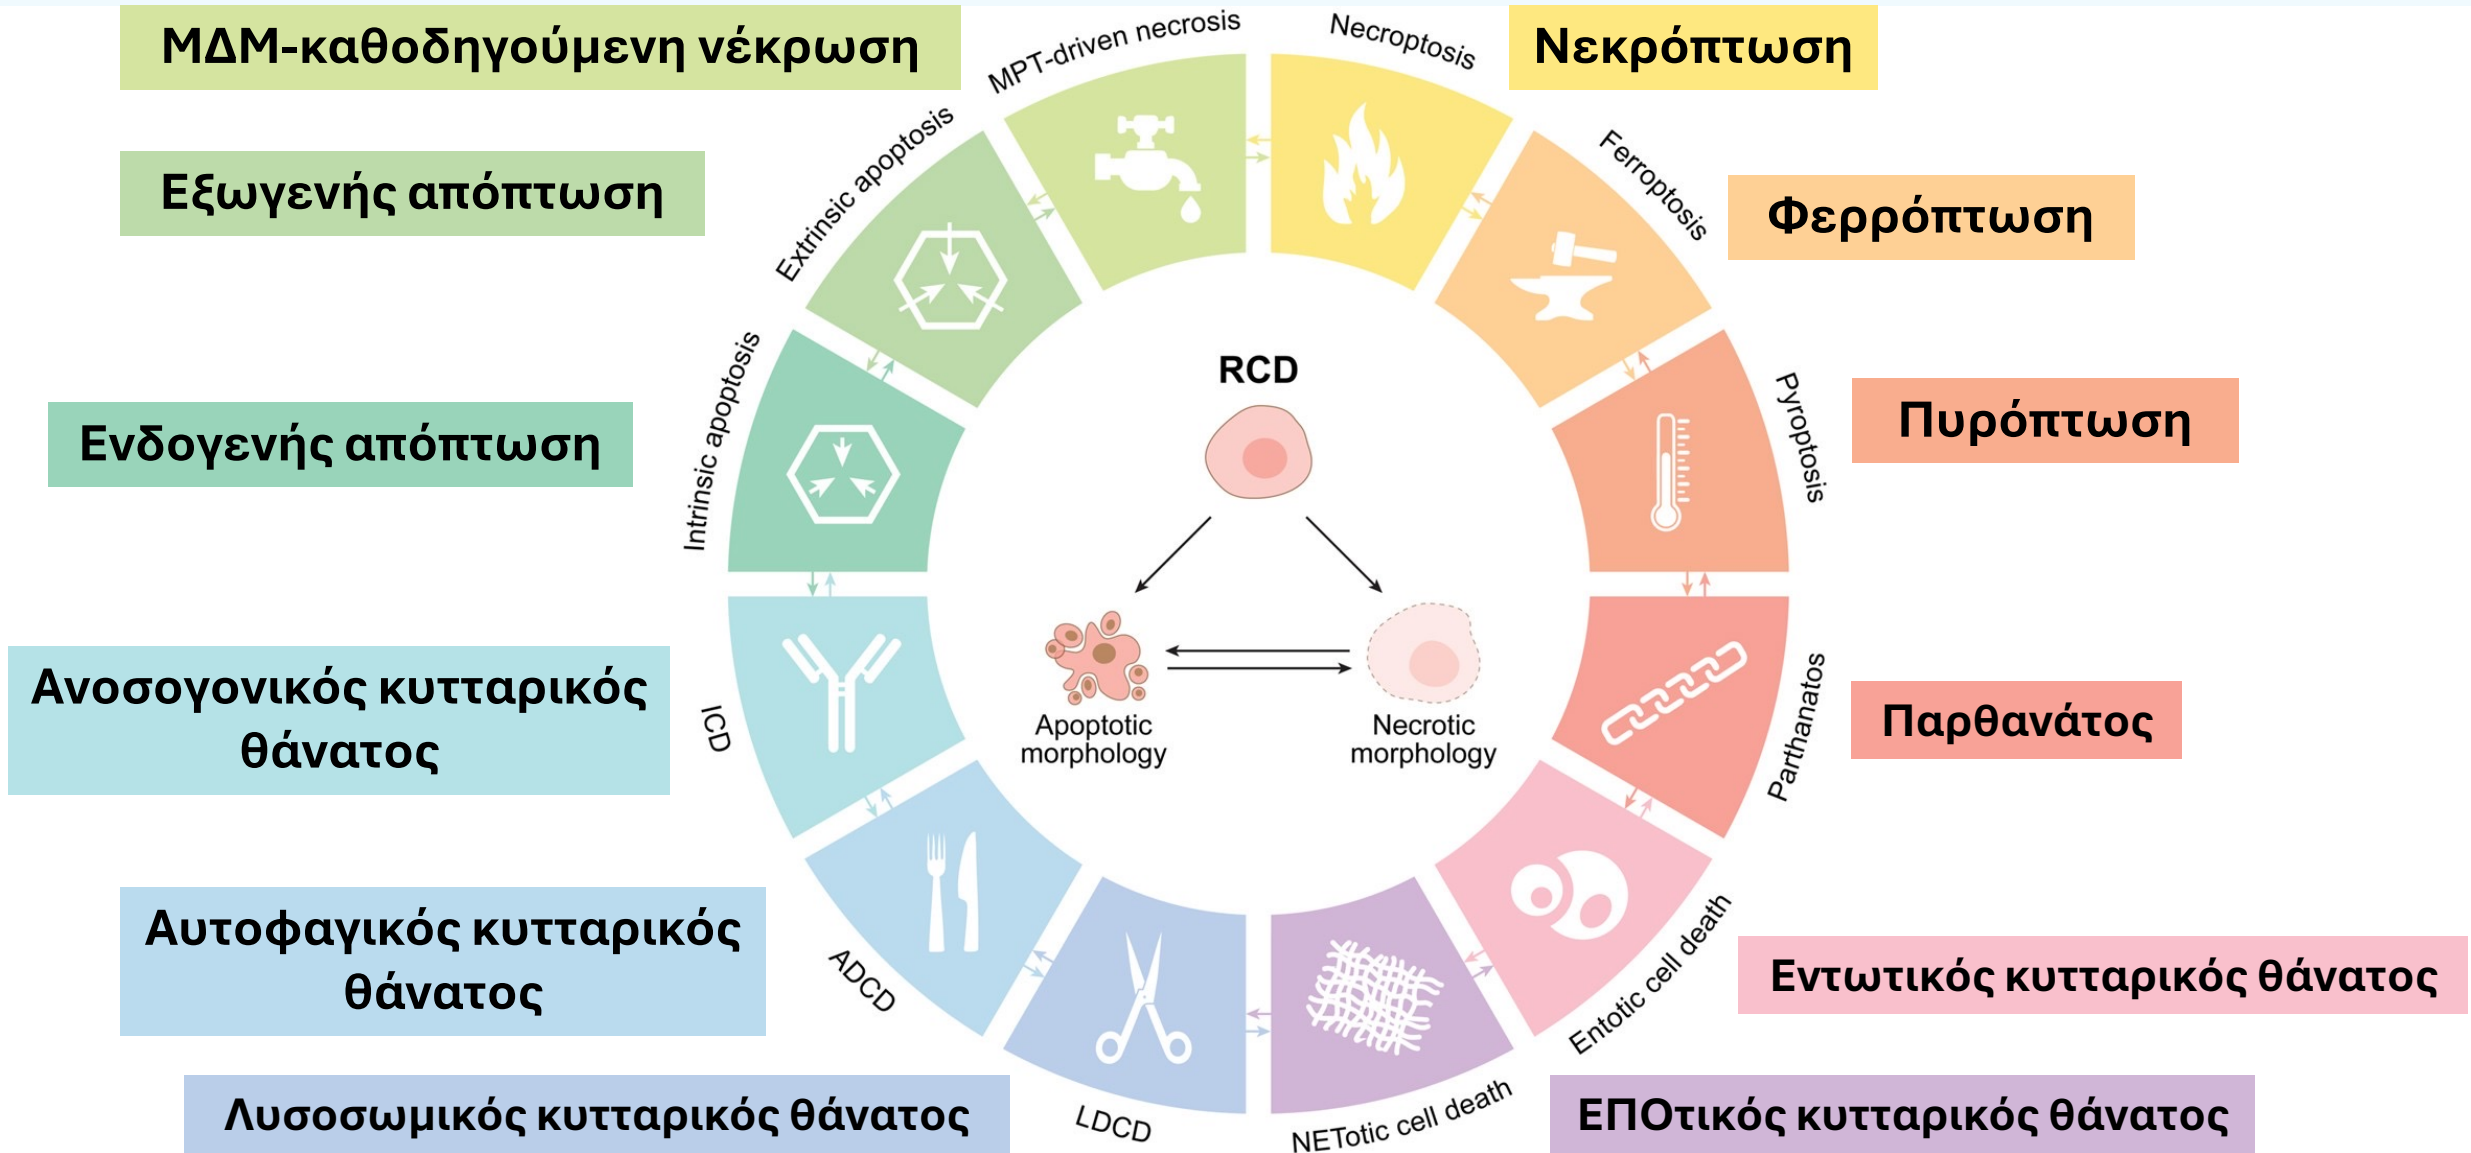 ΜΔΜ-καθοδηγούμενη νέκρωση
MPT-driven necrosis
Necroptosis
Νεκρόπτωση
Εξωγενής απόπτωση
Extrinsic apoptosis
Ferroptosis
Φερρόπτωση
Ενδογενής απόπτωση
Intrinsic apoptosis
RCD
Pyroptosis
Πυρόπτωση
Ανοσογονικός κυτταρικός
θάνατος
ICD
Apoptotic
morphology
Necrotic
morphology
Parthanatos
Παρθανάτος
Αυτοφαγικός κυτταρικός
θάνατος
ADCD
Entotic cell death
Εντωτικός κυτταρικός θάνατος
Λυσοσωμικός κυτταρικός θάνατος
LDCD
NETotic cell death
ΕΠΟτικός κυτταρικός θάνατος